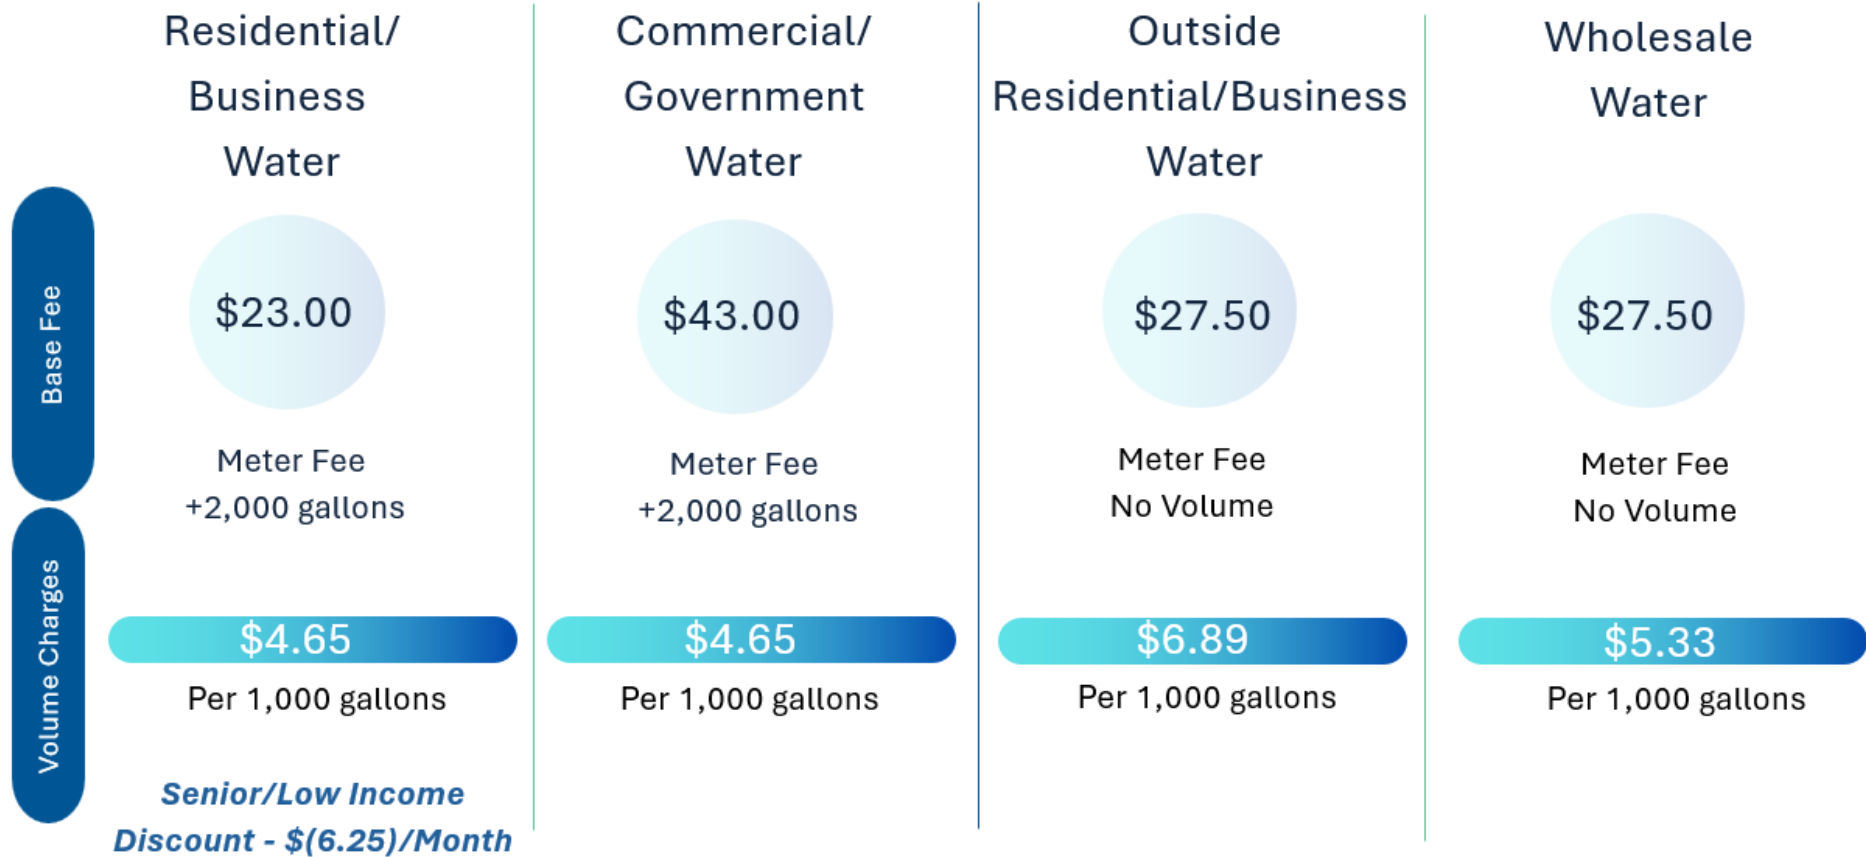 Residential/
Business
Water
Commercial/
Government
Water
Outside
Residential/Business
Water
Wholesale
Water
Base Fee
$23.00
$43.00
$27.50
$27.50
Meter Fee
+2,000 gallons
Meter Fee
+2,000 gallons
Meter Fee
No Volume
Meter Fee
No Volume
Volume Charges
$4.65
Per 1,000 gallons
$4.65
Per 1,000 gallons
$6.89
Per 1,000 gallons
$5.33
Per 1,000 gallons
Senior/Low Income
Discount - $(6.25)/Month